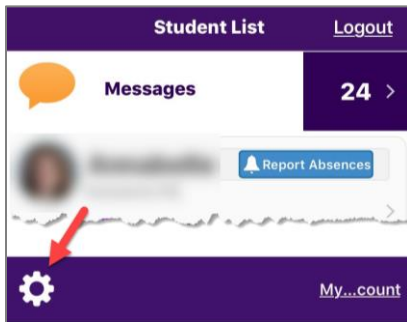 Student List
Logout
Messages
24 >
Report Absences
>
My...count